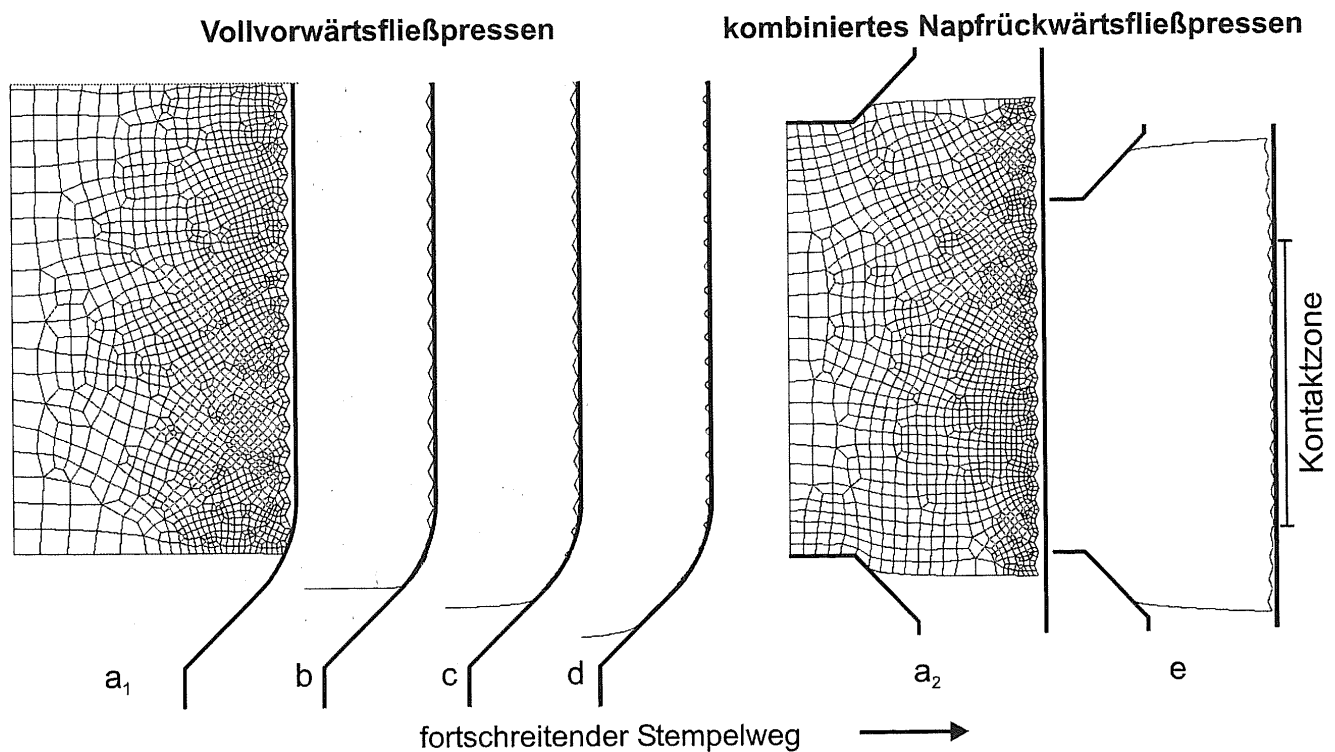 Vollvorwärtsfließpressen
kombiniertes Napfrückwärtsfließpressen
Kontaktzone
a₁
b
c
d
a₂
e
fortschreitender Stempelweg